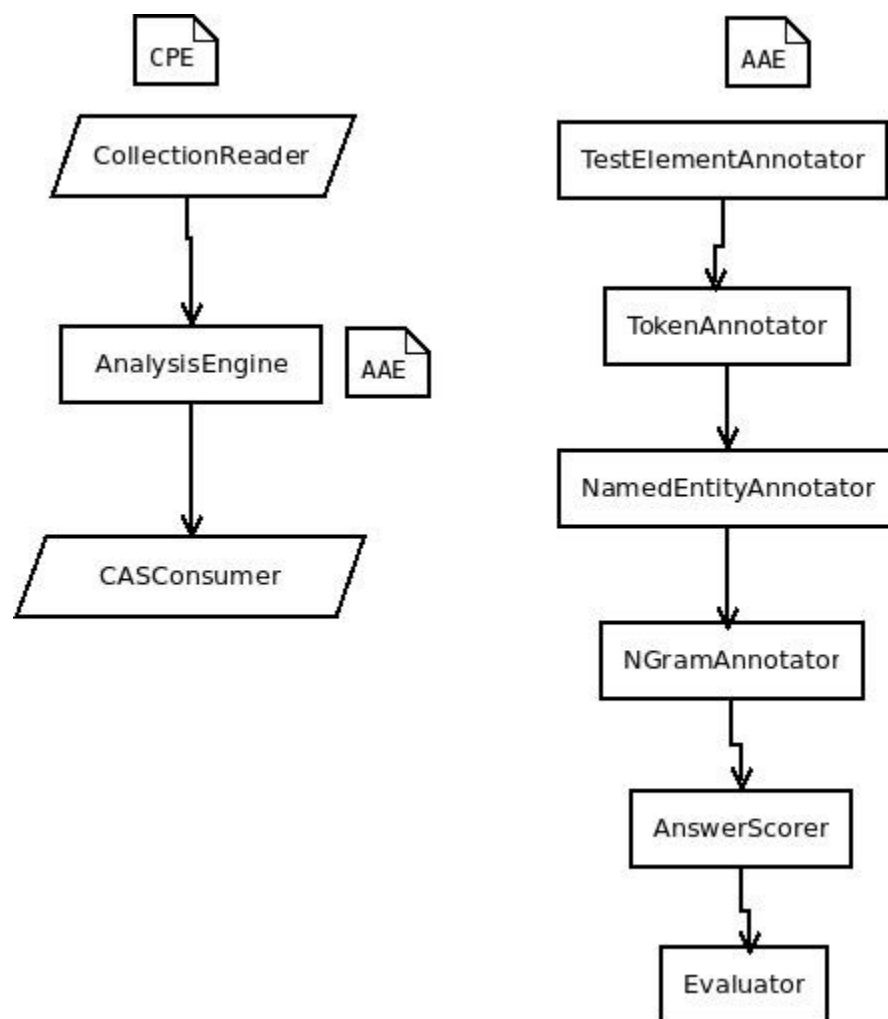 CPE
CollectionReader
AnalysisEngine
AAE
CASConsumer
AAE
TestElementAnnotator
TokenAnnotator
NamedEntityAnnotator
NGramAnnotator
AnswerScorer
Evaluator